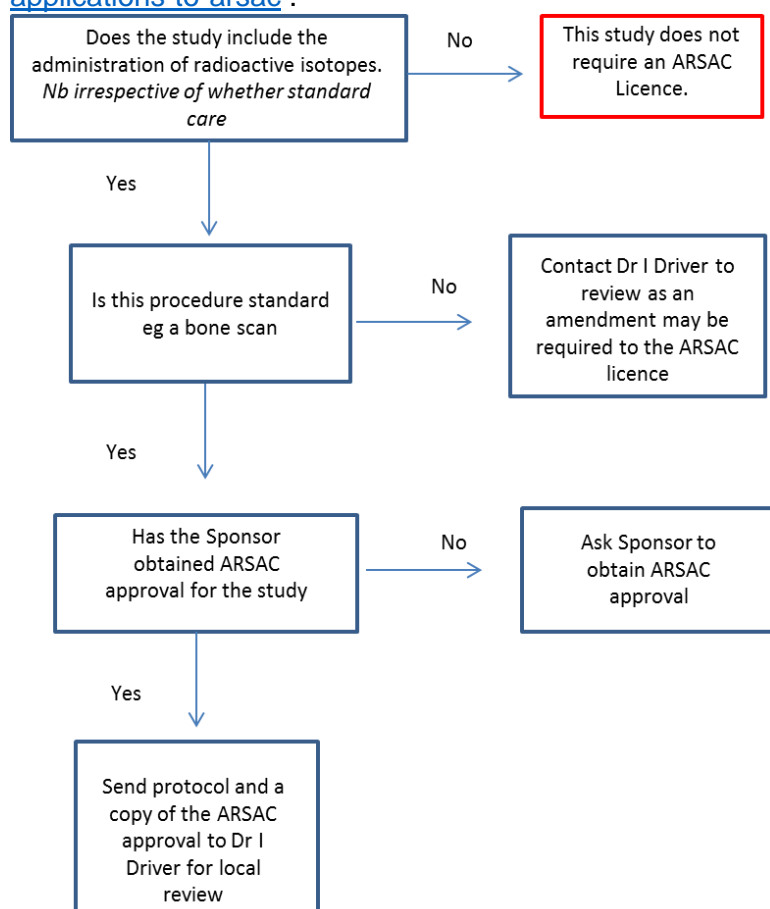 applications to arsac .
Does the study include the
administration of radioactive isotopes.
Nb irrespective of whether standard
care
No
This study does not
require an ARSAC
Licence.
Yes
Is this procedure standard
eg a bone scan
No
Contact Dr I Driver to
review as an
amendment may be
required to the ARSAC
licence
Yes
Has the Sponsor
obtained ARSAC
approval for the study
No
Ask Sponsor to
obtain ARSAC
approval
Yes
Send protocol and a
copy of the ARSAC
approval to Dr I
Driver for local
review